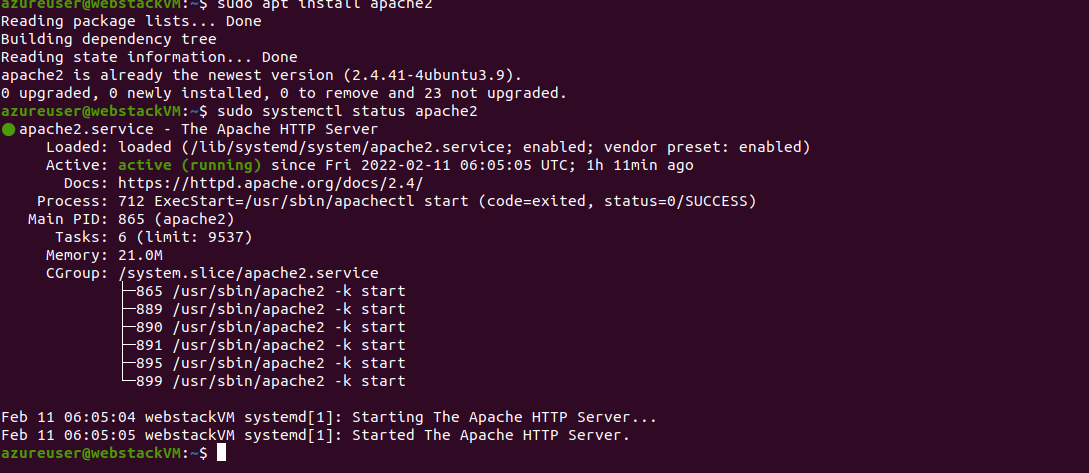 azureuser@webstackVM:~$ sudo apt install apache2
Reading package lists... Done
Building dependency tree
Reading state information... Done
apache2 is already the newest version (2.4.41-4ubuntu3.9).
0 upgraded, 0 newly installed, 0 to remove and 23 not upgraded.
azureuser@webstackVM:~$ sudo systemctl status apache2
● apache2.service - The Apache HTTP Server
     Loaded: loaded (/lib/systemd/system/apache2.service; enabled; vendor preset: enabled)
     Active: active (running) since Fri 2022-02-11 06:05:05 UTC; 1h 11min ago
       Docs: https://httpd.apache.org/docs/2.4/
    Process: 712 ExecStart=/usr/sbin/apachectl start (code=exited, status=0/SUCCESS)
   Main PID: 865 (apache2)
      Tasks: 6 (limit: 9537)
     Memory: 21.0M
     CGroup: /system.slice/apache2.service
             ├─865 /usr/sbin/apache2 -k start
             ├─889 /usr/sbin/apache2 -k start
             ├─890 /usr/sbin/apache2 -k start
             ├─891 /usr/sbin/apache2 -k start
             ├─895 /usr/sbin/apache2 -k start
             └─899 /usr/sbin/apache2 -k start
Feb 11 06:05:04 webstackVM systemd[1]: Starting The Apache HTTP Server...
Feb 11 06:05:05 webstackVM systemd[1]: Started The Apache HTTP Server.
azureuser@webstackVM:~$